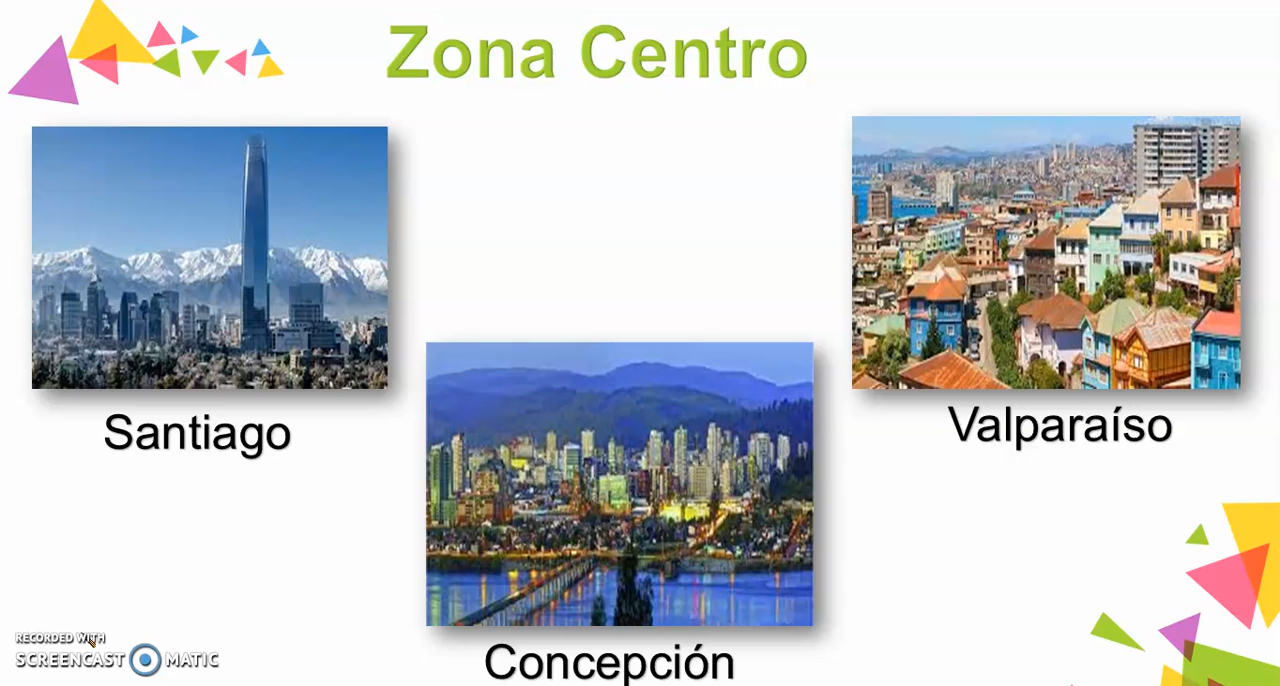 Zona Centro
Santiago
Valparaíso
Concepción
RECORDED WITH
SCREENCAST MATIC